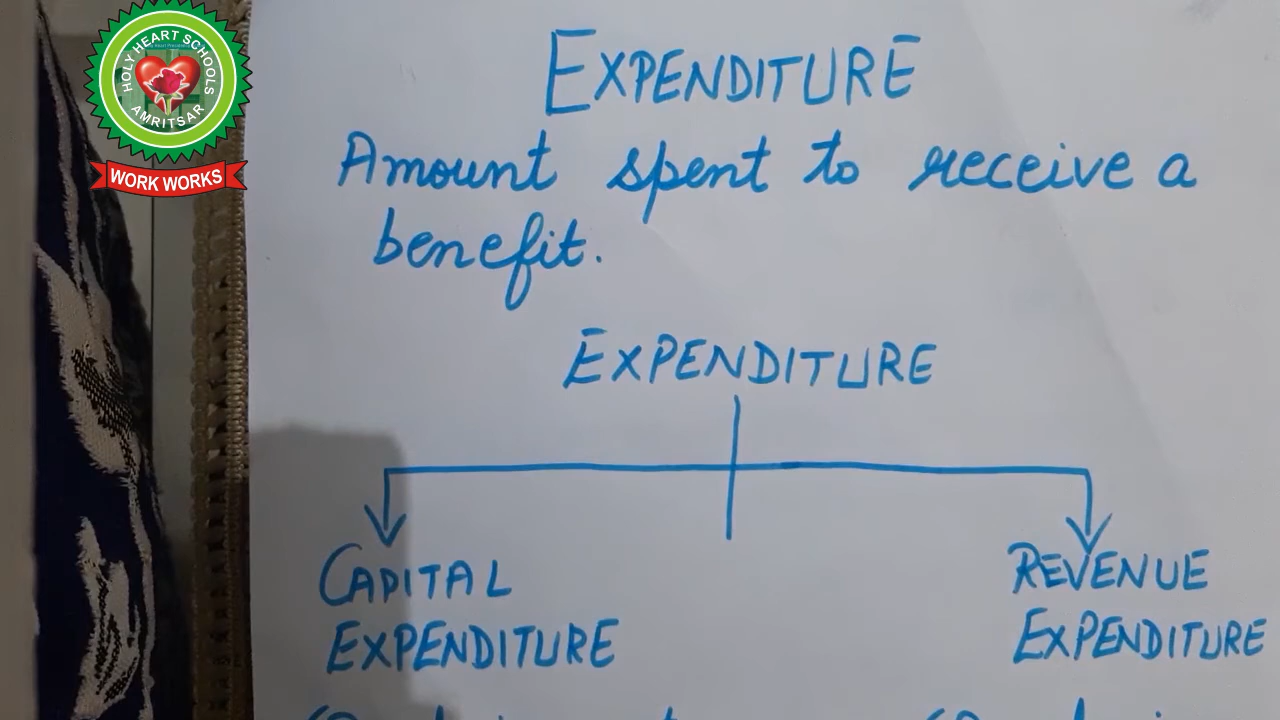 HOLY HEART SCHOOLS
AMRITSAR
WORK WORKS
EXPENDITURE
Amount spent to receive a
benefit.
EXPENDITURE
CAPITAL
EXPENDITURE
REVENUE
EXPENDITURE